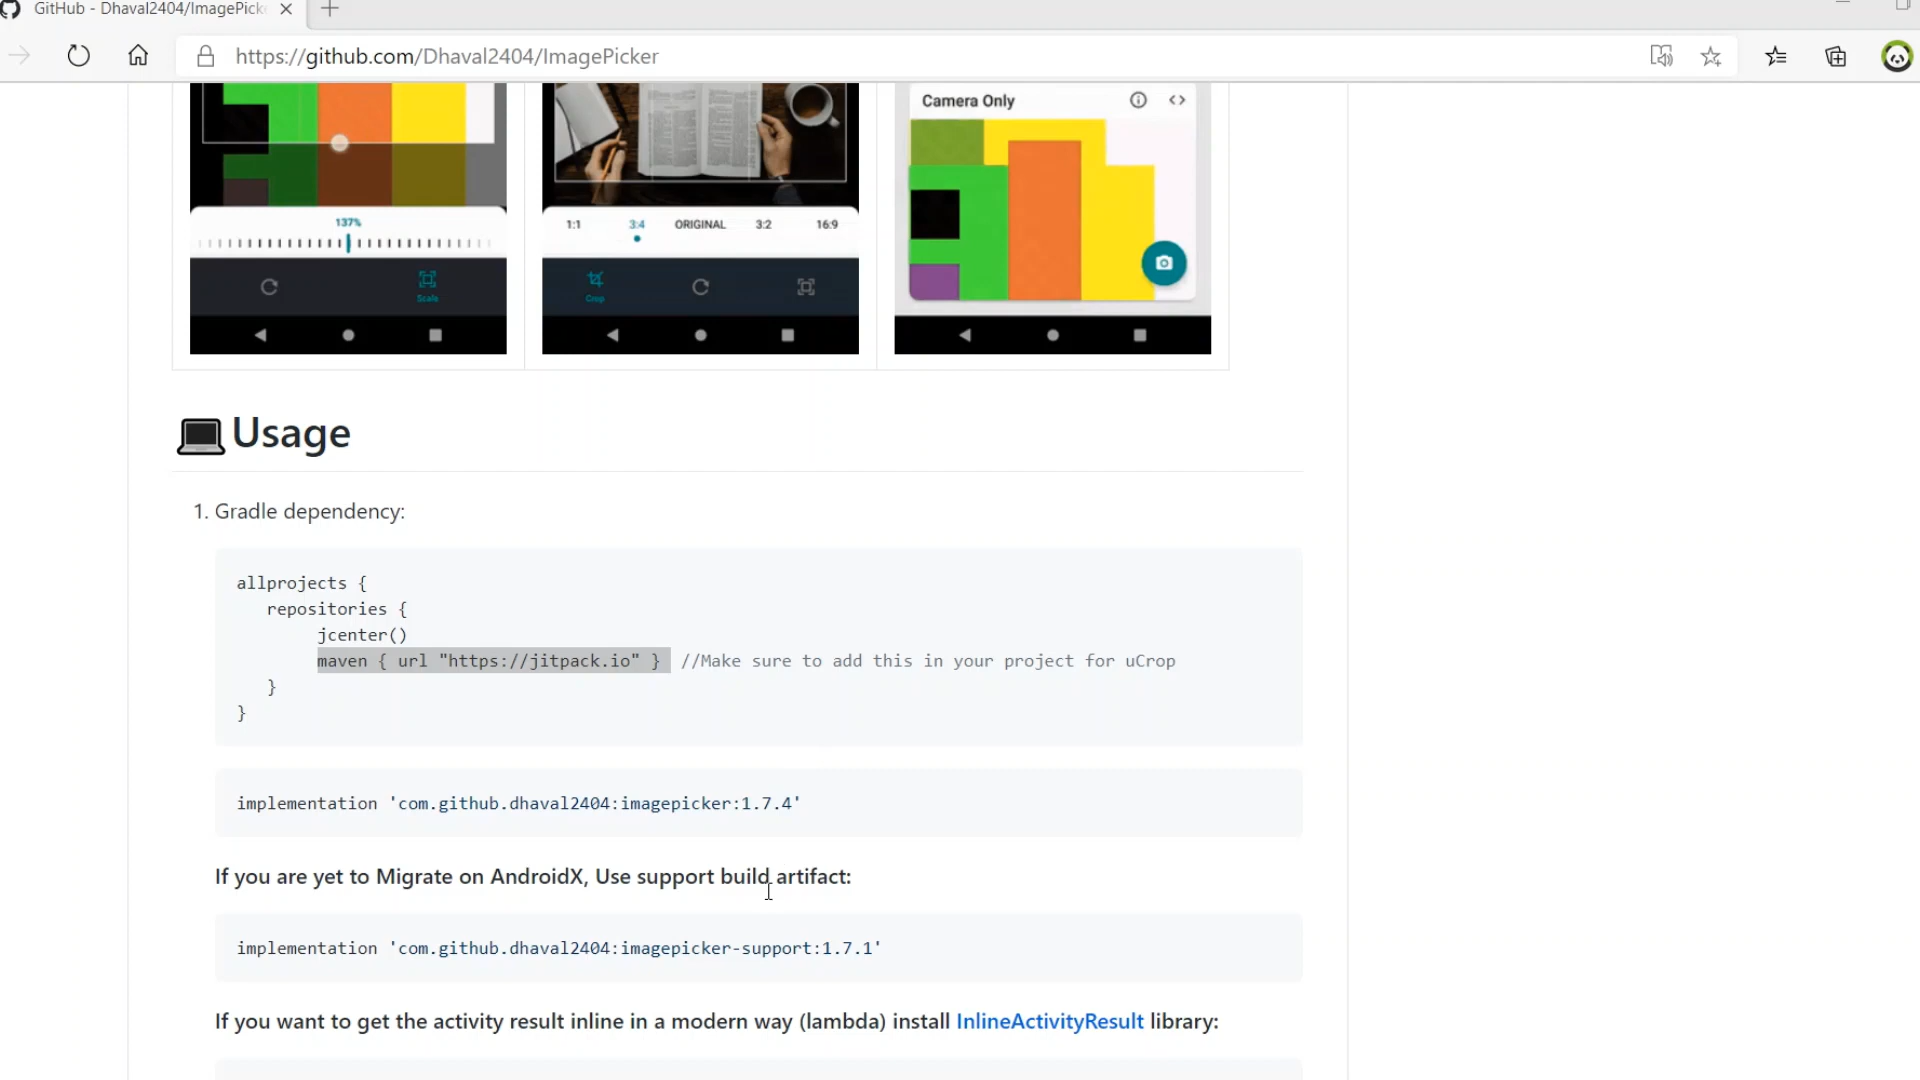 GitHub - Dhaval2404/ImagePick
https://github.com/Dhaval2404/ImagePicker
137%
Scale
1:1 3:4 ORIGINAL 3:2 16:9
Crop
Camera Only
Usage
1. Gradle dependency:
allprojects {
repositories {
jcenter()
maven { url "https://jitpack.io" } //Make sure to add this in your project for uCrop
}
}
implementation 'com.github.dhaval2404:imagepicker:1.7.4'
If you are yet to Migrate on AndroidX, Use support build artifact:
implementation 'com.github.dhaval2404:imagepicker-support:1.7.1'
If you want to get the activity result inline in a modern way (lambda) install InlineActivityResult library: